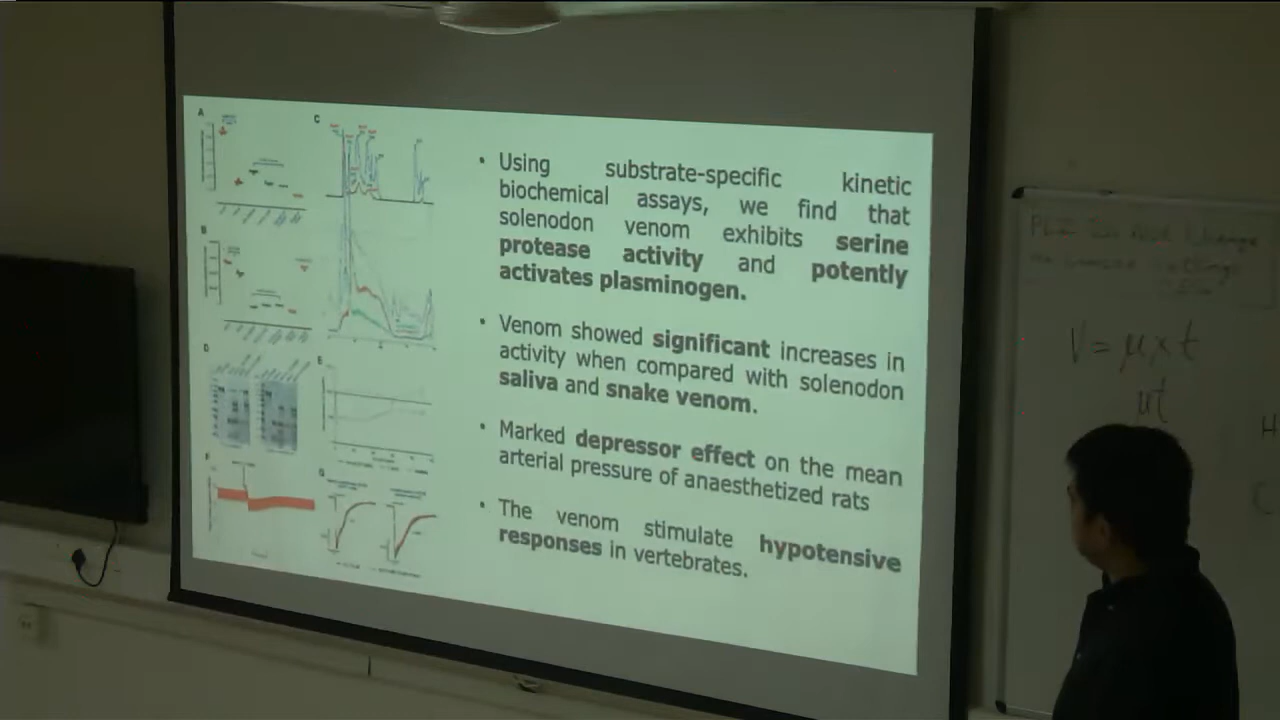 A
C
B
D
E
F
G
• Using substrate-specific kinetic
biochemical assays, we find that
solenodon venom exhibits serine
protease activity and potently
activates plasminogen.
• Venom showed significant increases in
activity when compared with solenodon
saliva and snake venom.
• Marked depressor effect on the mean
arterial pressure of anaesthetized rats
• The venom stimulate hypotensive
responses in vertebrates.
V = μ x t
ut
H
C